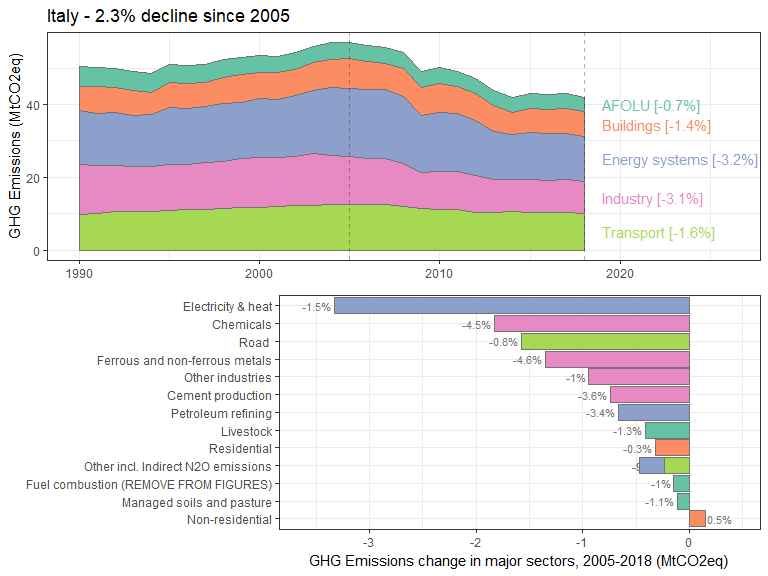 Italy - 2.3% decline since 2005
GHG Emissions (MtCO2eq)
40
20
0
AFOLU [-0.7%]
Buildings [-1.4%]
Energy systems [-3.2%]
Industry [-3.1%]
Transport [-1.6%]
1990 2000 2010 2020
Electricity & heat -1.5%
Chemicals -4.5%
Road -0.8%
Ferrous and non-ferrous metals -4.6%
Other industries -1%
Cement production -3.6%
Petroleum refining -3.4%
Livestock -1.3%
Residential -0.3%
Other incl. Indirect N2O emissions
Fuel combustion (REMOVE FROM FIGURES) -1%
Managed soils and pasture -1.1%
Non-residential 0.5%
-3 -2 -1 0
GHG Emissions change in major sectors, 2005-2018 (MtCO2eq)